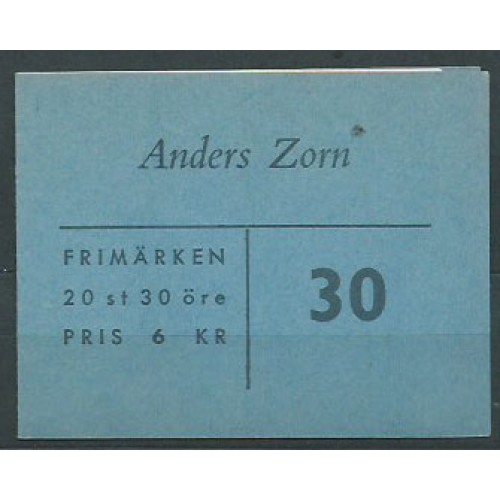 Anders Zorn
FRIMÄRKEN
20 st 30 öre
PRIS 6 KR
30